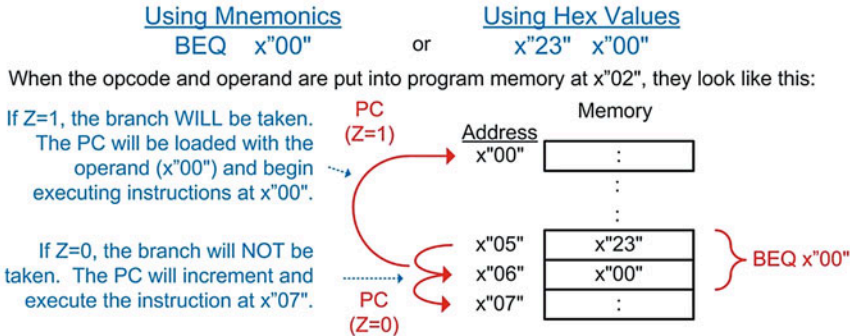 Using Mnemonics
BEQ x"00"
or
Using Hex Values
x"23" x"00"
When the opcode and operand are put into program memory at x"02", they look like this:
If Z=1, the branch WILL be taken.
The PC will be loaded with the
operand (x"00") and begin
executing instructions at x"00".
If Z=0, the branch will NOT be
taken. The PC will increment and
execute the instruction at x"07".
PC
(Z=1)
PC
(Z=0)
Memory
Address
x"00" :
:
:
x"05" x"23"
x"06" x"00"
x"07" :
BEQ x"00"